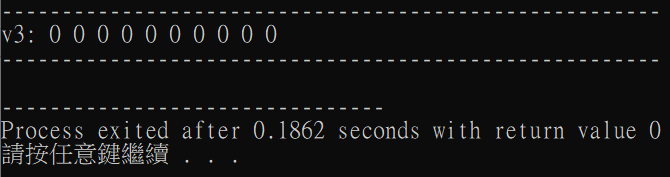 -------------------------------------------------------
v3: 0 0 0 0 0 0 0 0 0 0
-------------------------------------------------------
--------------------------------
Process exited after 0.1862 seconds with return value 0
請按任意鍵繼續 . . .